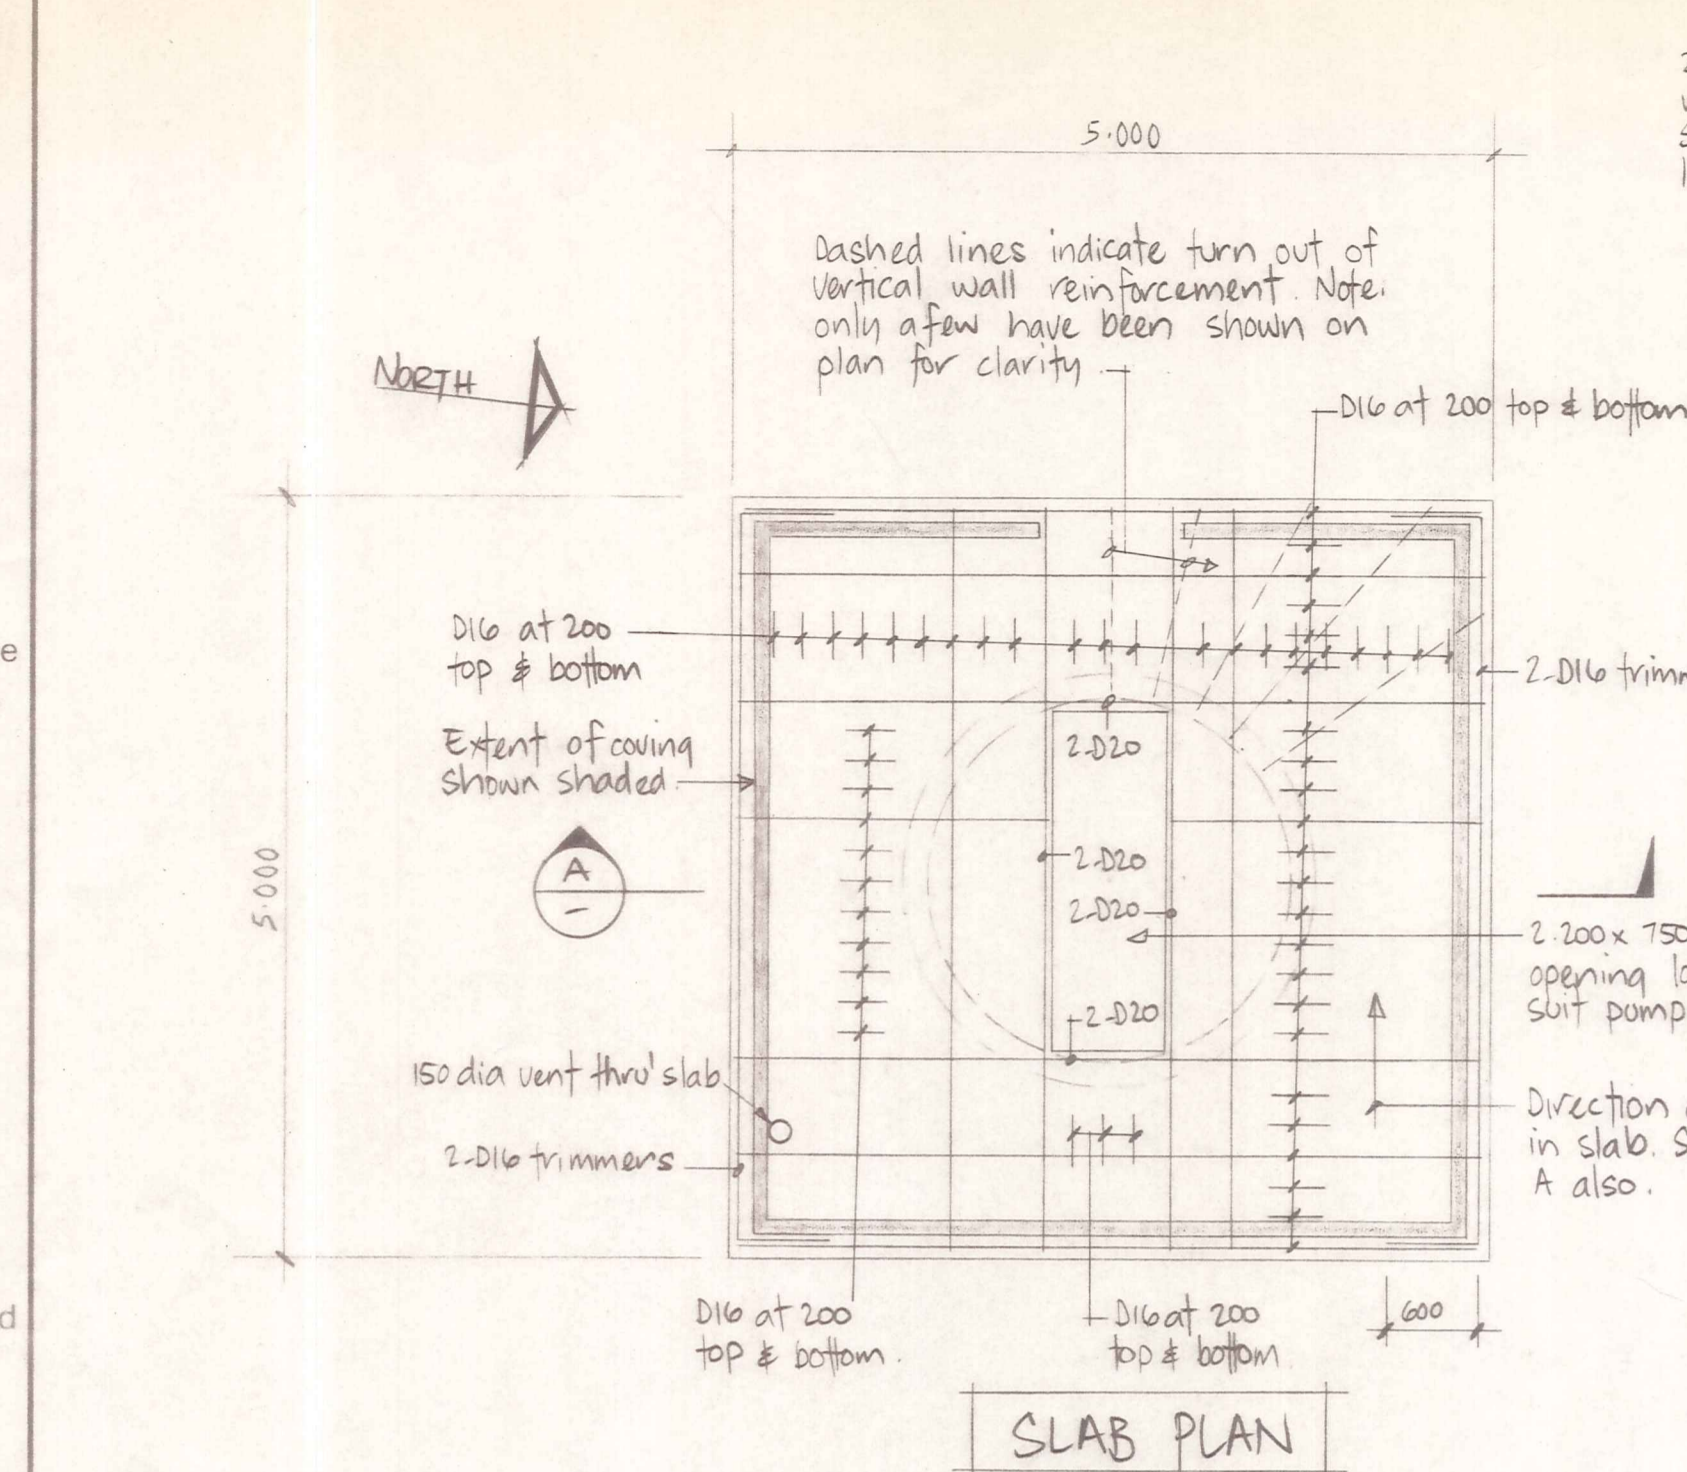 5.000
Dashed lines indicate turn out of
vertical wall reinforcement. Note:
only a few have been shown on
plan for clarity.
NORTH
D16 at 200 top & bottom
D16 at 200
top & bottom
2-D16
Extent of coving
shown shaded.
2-D20
A
-
5.000
2-D20
2-D20
2.200 x 750
opening
suit pump
2-D20
150 dia vent thru' slab
Direction
in slab.
A also.
2-D16 trimmers
600
D16 at 200
top & bottom.
D16 at 200
top & bottom
SLAB PLAN
e
d